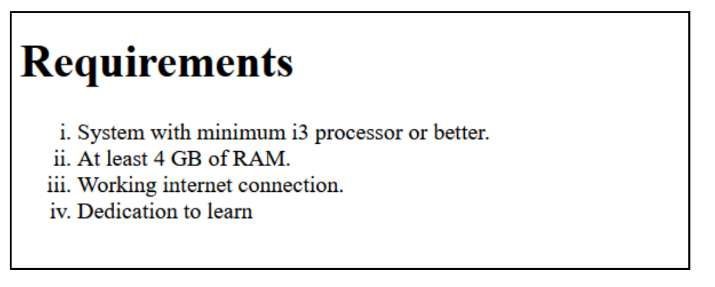 Requirements
i. System with minimum i3 processor or better.
ii. At least 4 GB of RAM.
iii. Working internet connection.
iv. Dedication to learn